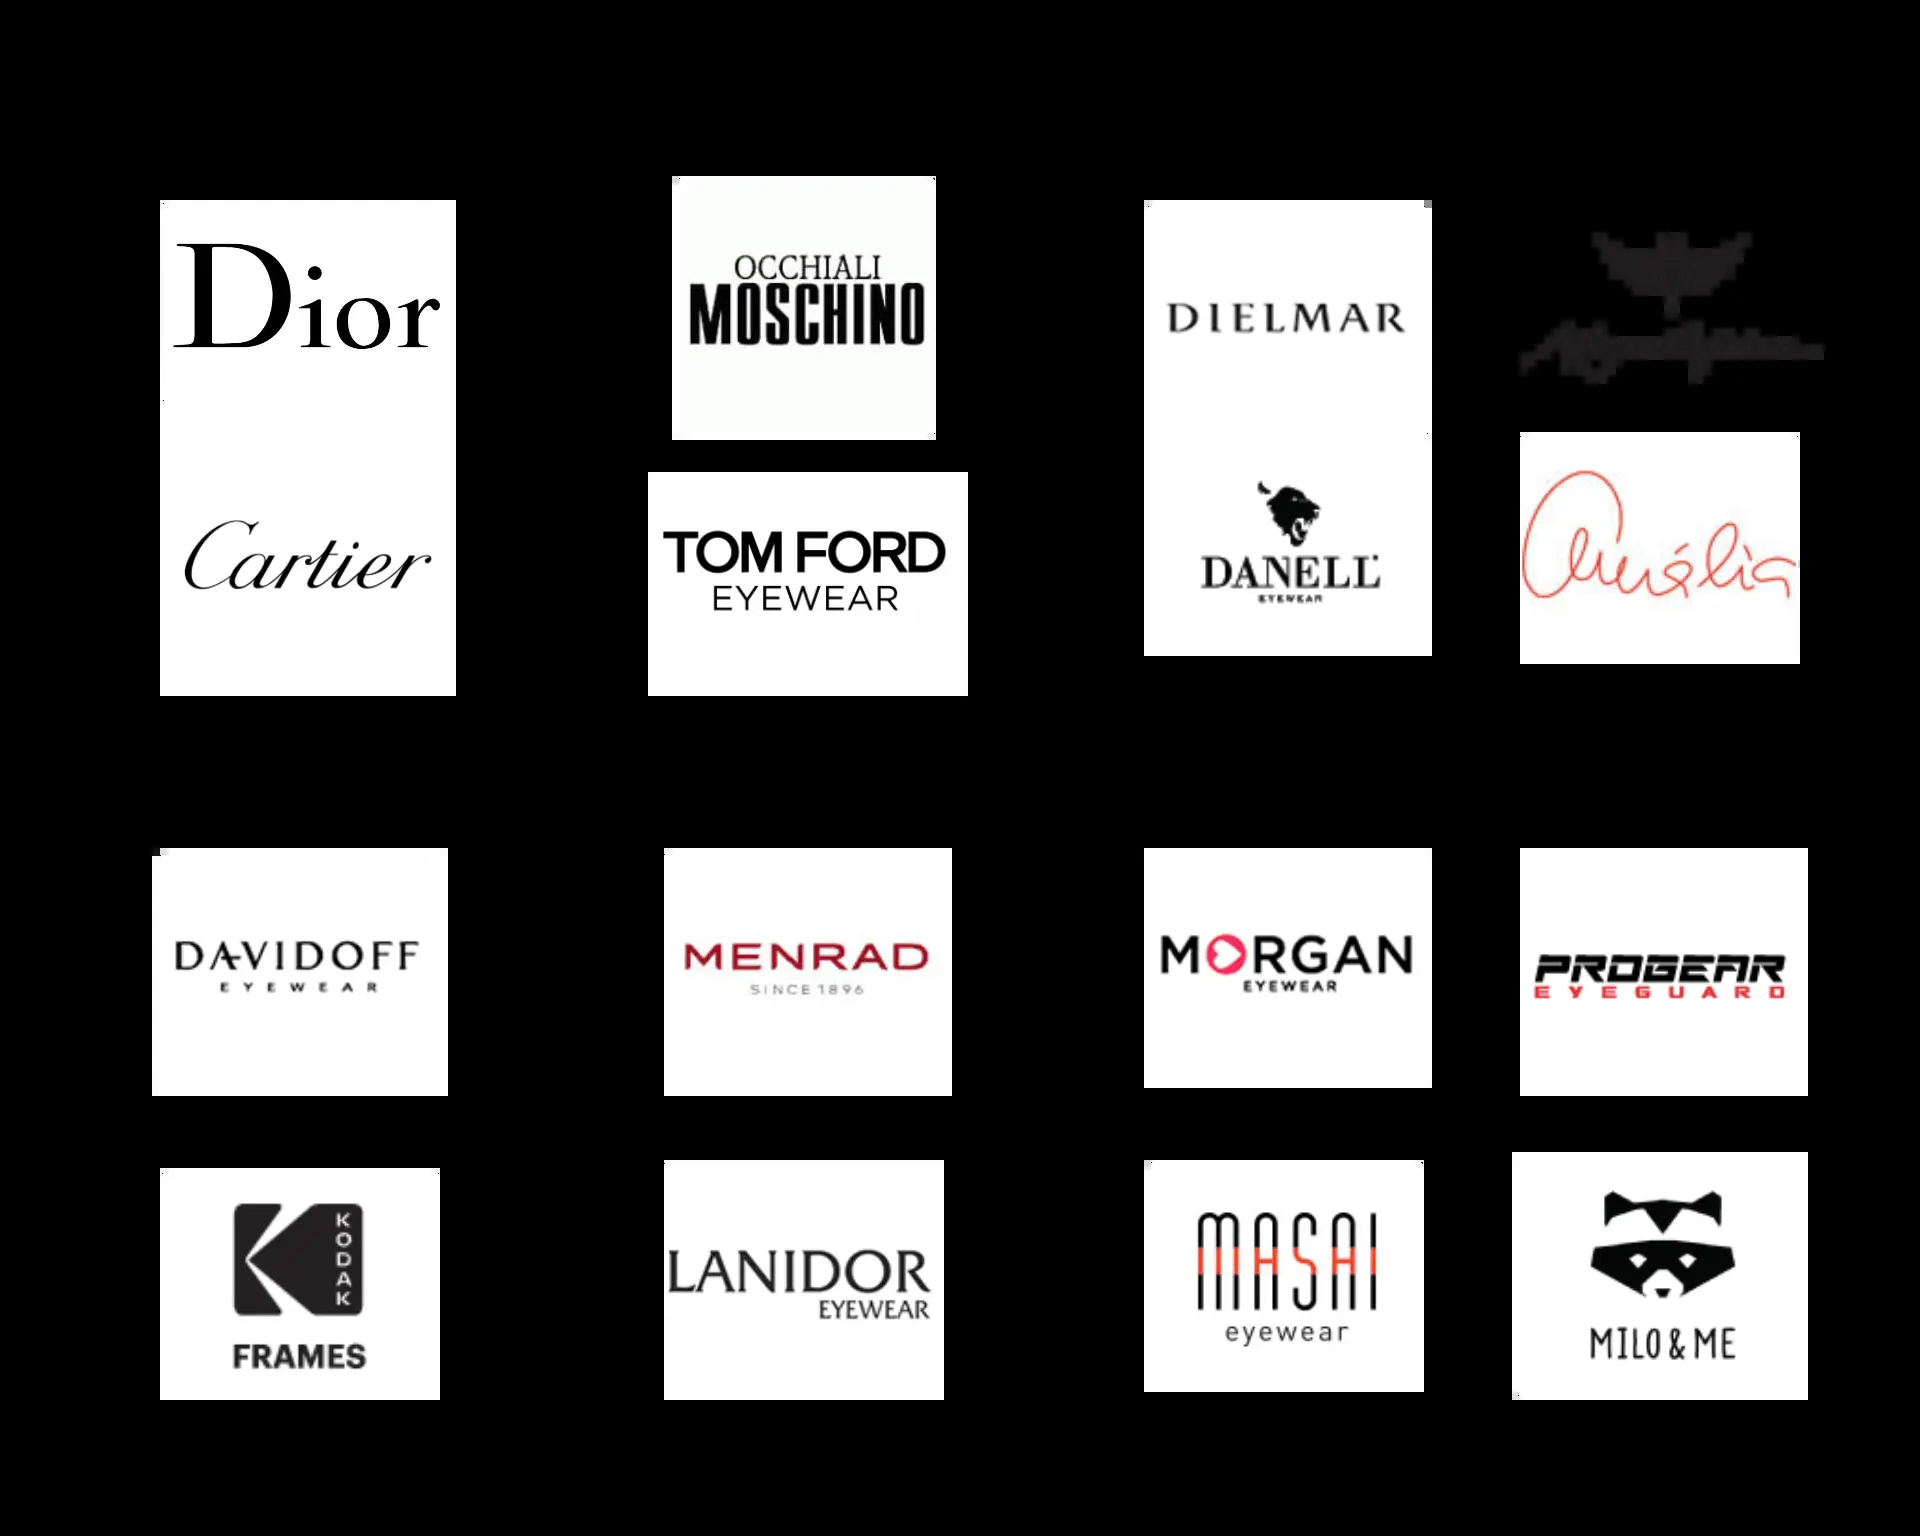 Dior
OCCHIALI
MOSCHINO
DIELMAR
Cartier
TOM FORD
EYEWEAR
DANELL
EYEWEAR
Amália
DAVIDOFF
EYEWEAR
MENRAD
SINCE 1896
MORGAN
EYEWEAR
PROGEAR
EYEGUARD
KODAK
FRAMES
LANIDOR
EYEWEAR
MASAI
eyewear
MILO & ME